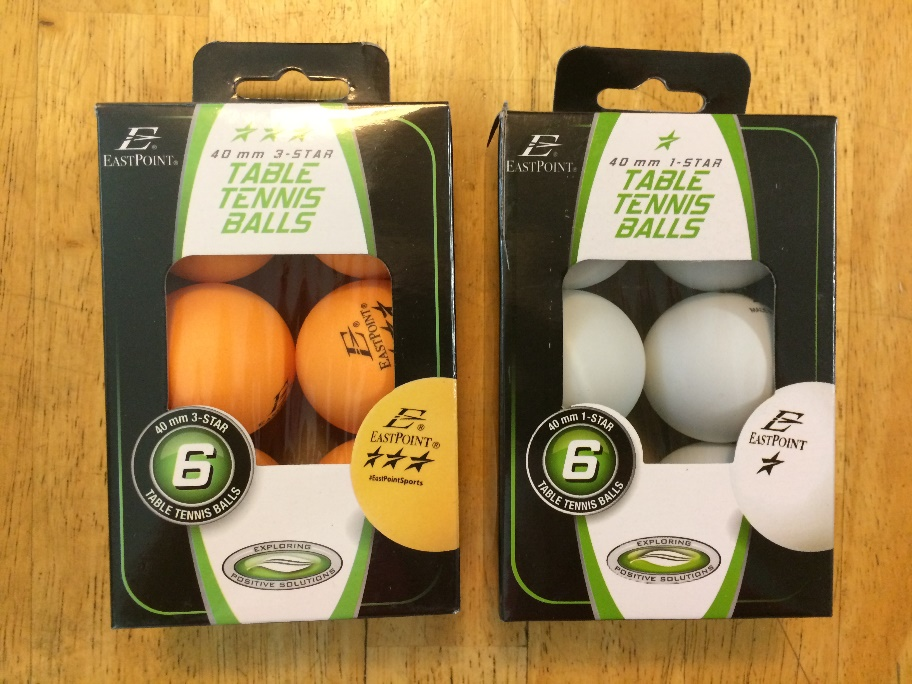 EASTPOINT®
40 mm 3-STAR
TABLE
TENNIS
BALLS
EASTPOINT®
40 mm 3-STAR
6
TABLE TENNIS BALLS
EASTPOINT®
#EastPointSports
EXPLORING
POSITIVE SOLUTIONS
EASTPOINT®
40 mm 1-STAR
TABLE
TENNIS
BALLS
40 mm 1-STAR
6
TABLE TENNIS BALLS
EASTPOINT
EXPLORING
POSITIVE SOLUTIONS